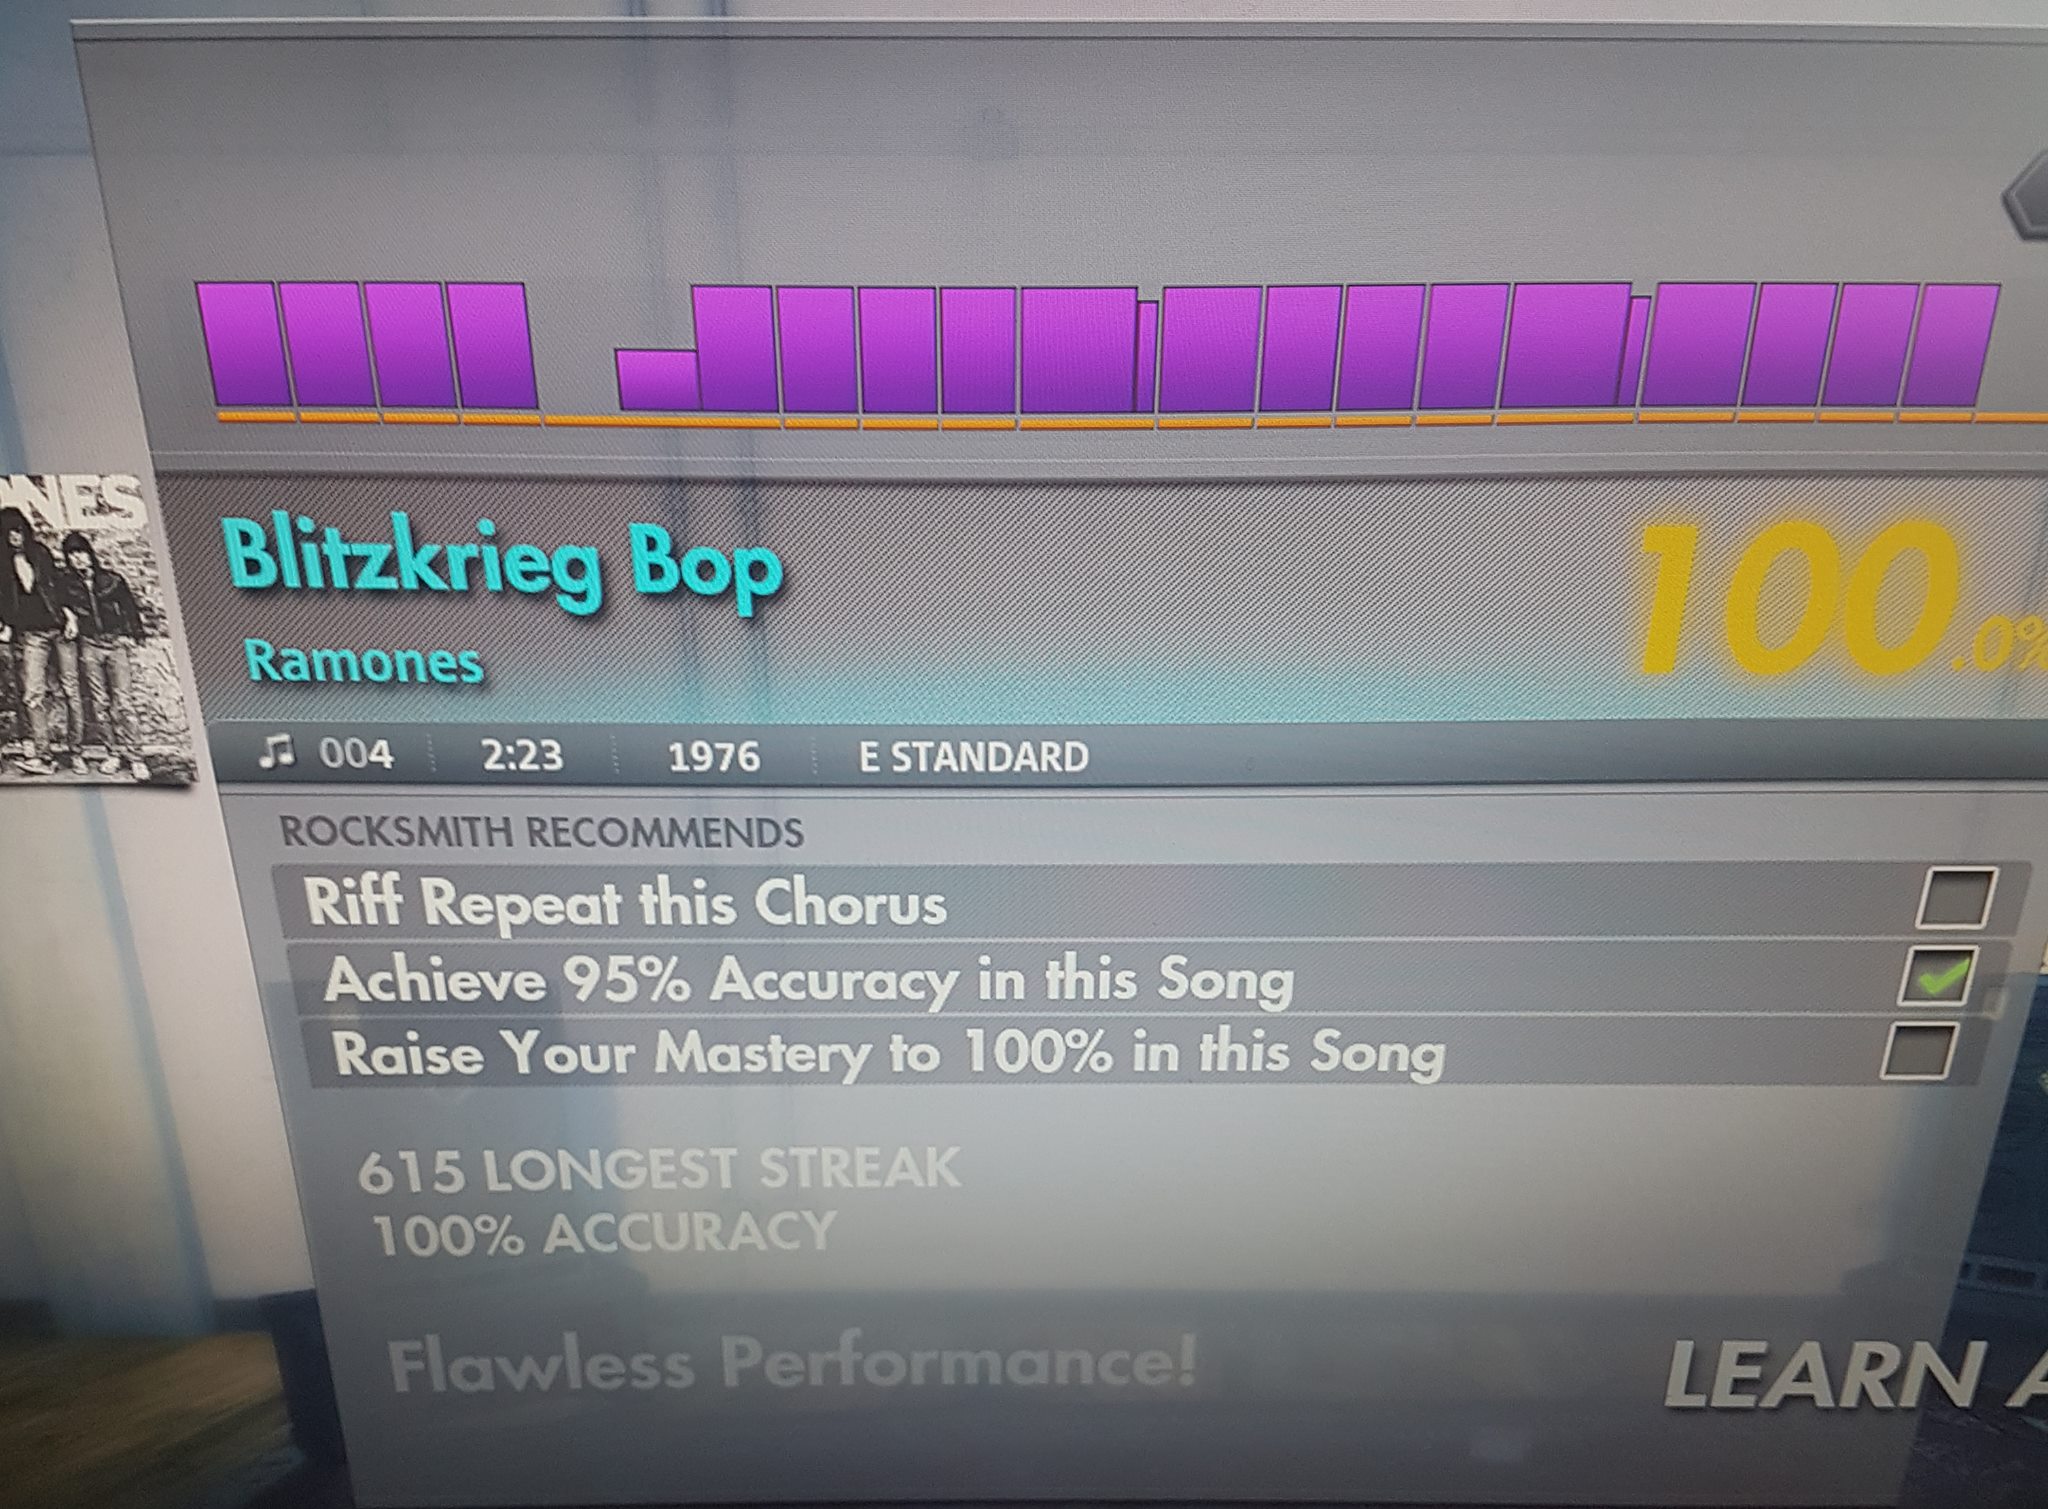 ONES
Blitzkrieg Bop
100.0%
Ramones
004 2:23 1976 E STANDARD
ROCKSMITH RECOMMENDS
Riff Repeat this Chorus
Achieve 95% Accuracy in this Song
Raise Your Mastery to 100% in this Song
615 LONGEST STREAK
100% ACCURACY
Flawless Performance!
LEARN A